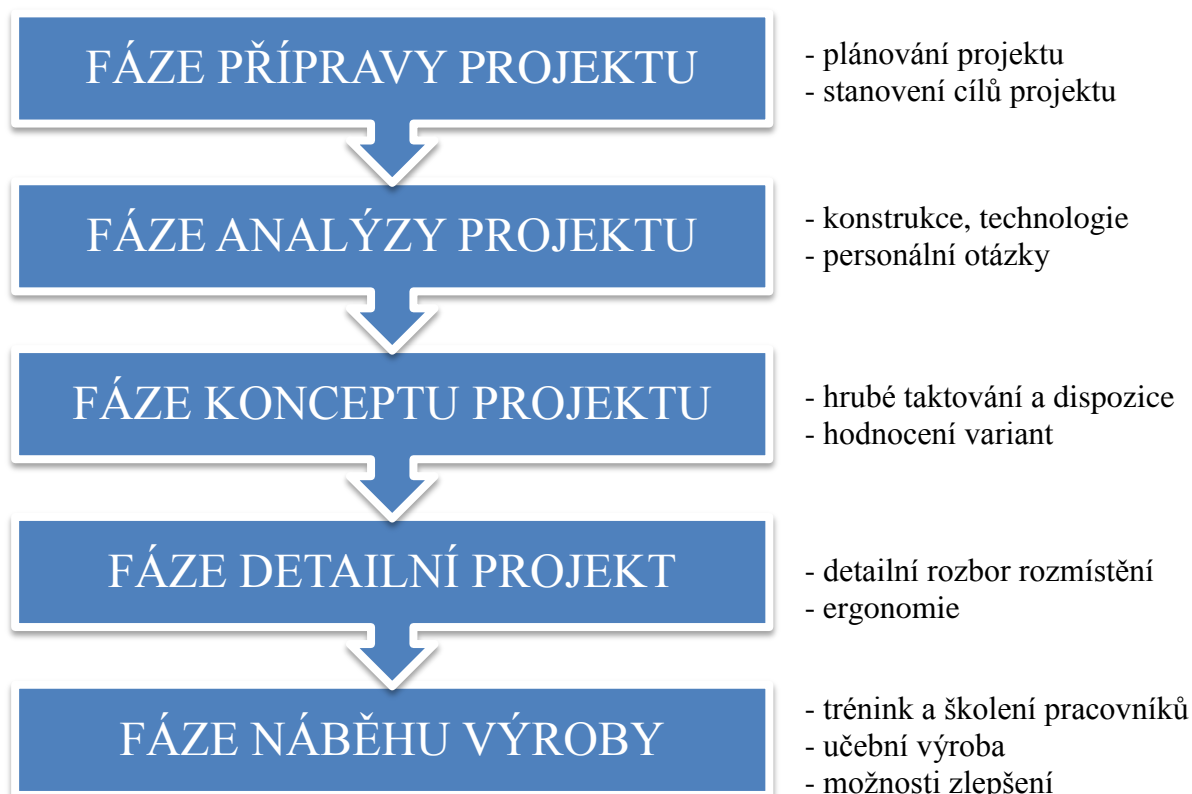 FÁZE PŘÍPRAVY PROJEKTU
- plánování projektu
- stanovení cílů projektu
FÁZE ANALÝZY PROJEKTU
- konstrukce, technologie
- personální otázky
FÁZE KONCEPTU PROJEKTU
- hrubé taktování a dispozice
- hodnocení variant
FÁZE DETAILNÍ PROJEKT
- detailní rozbor rozmístění
- ergonomie
FÁZE NÁBĚHU VÝROBY
- trénink a školení pracovníků
- učební výroba
- možnosti zlepšení